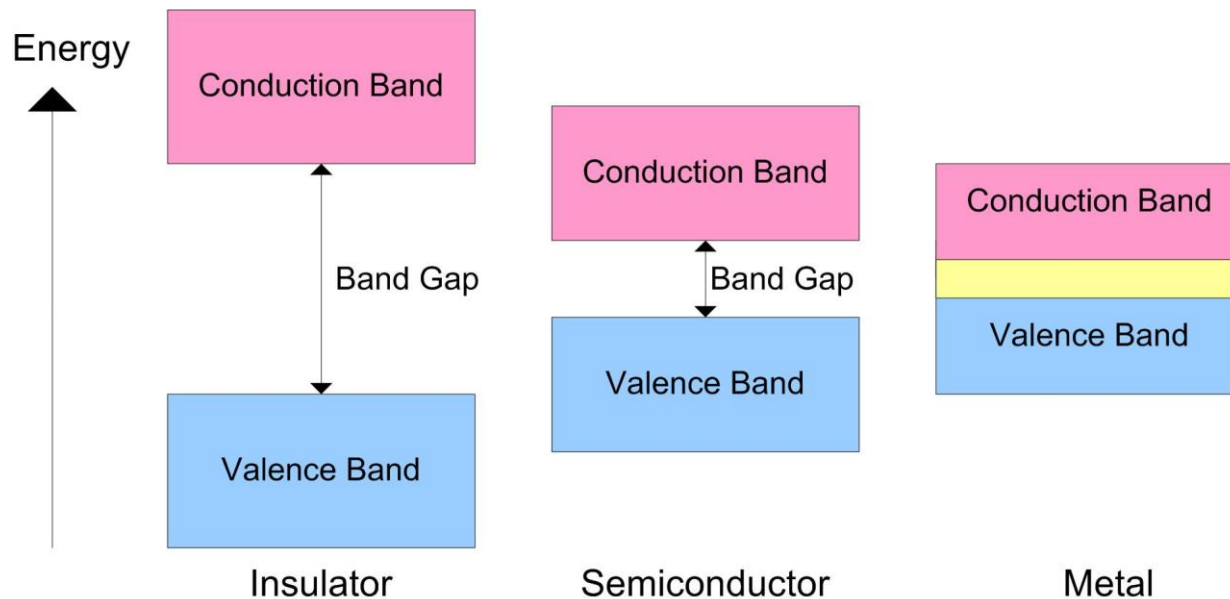 Energy
Conduction Band
Band Gap
Valence Band
Insulator
Conduction Band
Band Gap
Valence Band
Semiconductor
Conduction Band
Valence Band
Metal